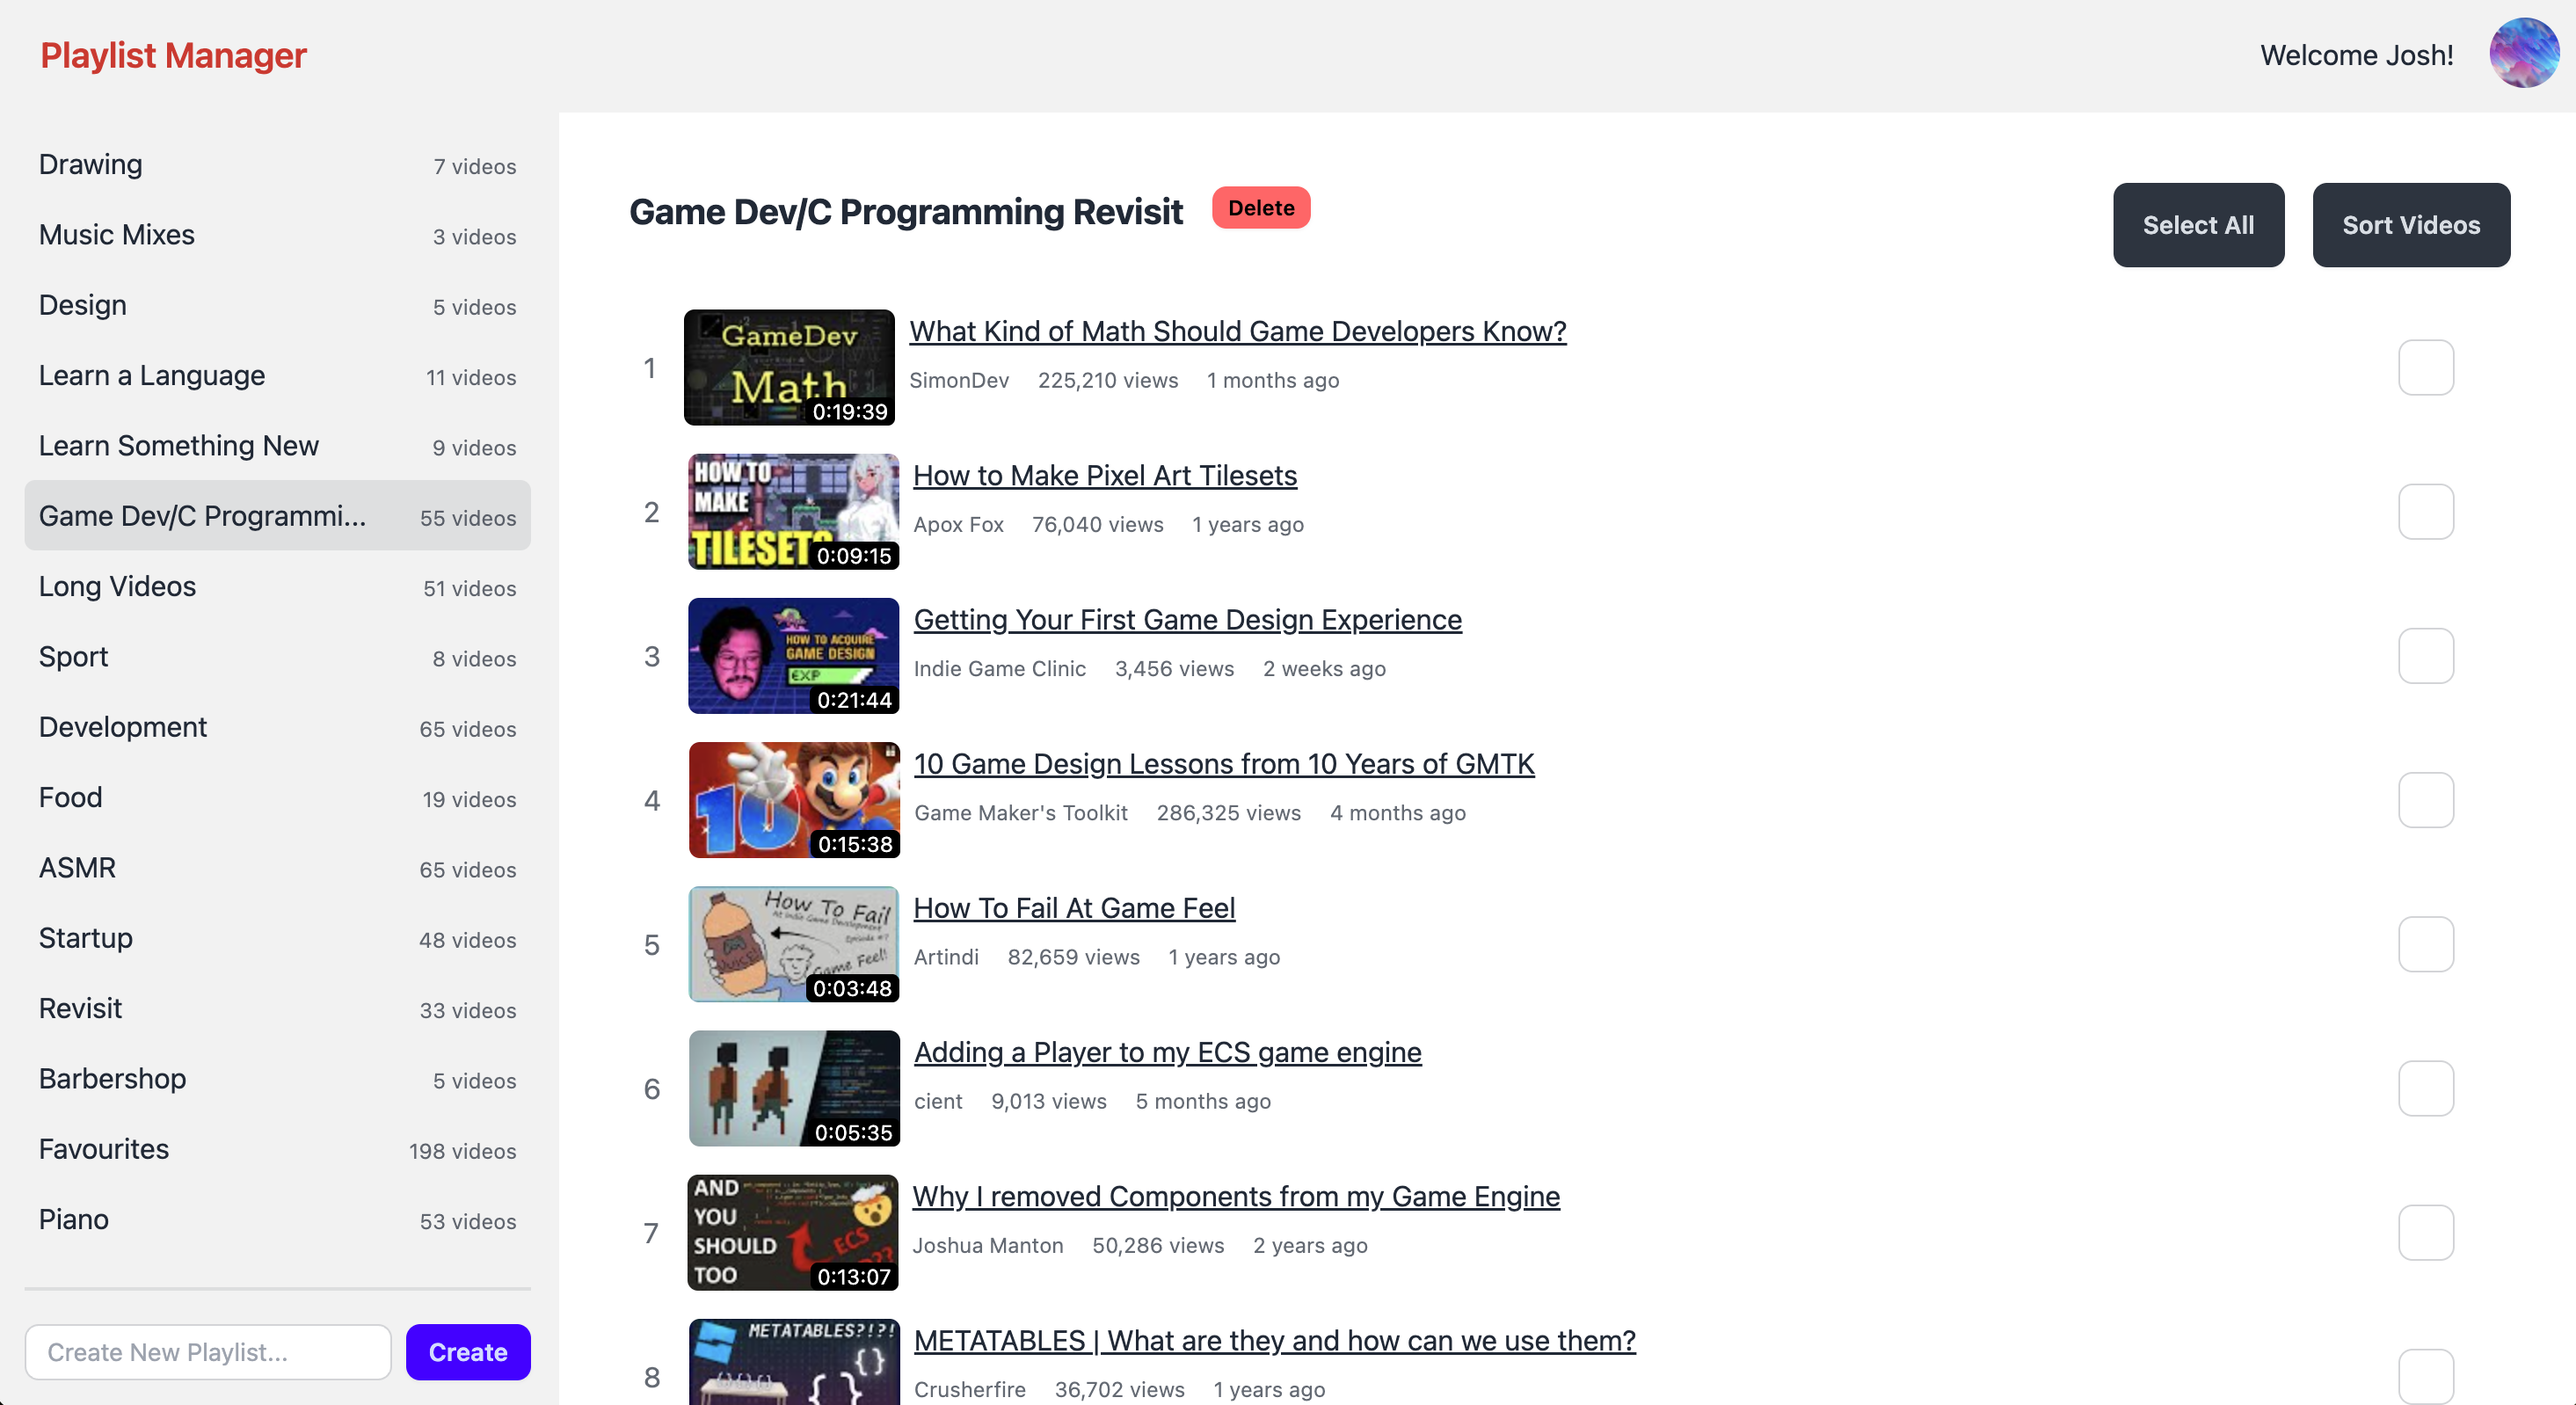 Playlist Manager
Welcome Josh!
Drawing 7 videos
Music Mixes 3 videos
Design 5 videos
Learn a Language 11 videos
Learn Something New 9 videos
Game Dev/C Programmi... 55 videos
Long Videos 51 videos
Sport 8 videos
Development 65 videos
Food 19 videos
ASMR 65 videos
Startup 48 videos
Revisit 33 videos
Barbershop 5 videos
Favourites 198 videos
Piano 53 videos
Create New Playlist...
Create
Game Dev/C Programming Revisit
Delete
Select All
Sort Videos
1
GameDev
Math
0:19:39
What Kind of Math Should Game Developers Know?
SimonDev 225,210 views 1 months ago
2
HOW TO
MAKE
TILESETS
0:09:15
How to Make Pixel Art Tilesets
Apox Fox 76,040 views 1 years ago
3
HOW TO ACQUIRE
GAME DESIGN
EXP
0:21:44
Getting Your First Game Design Experience
Indie Game Clinic 3,456 views 2 weeks ago
4
10
0:15:38
10 Game Design Lessons from 10 Years of GMTK
Game Maker's Toolkit 286,325 views 4 months ago
5
How To Fail
At Indie Game Development
Game Feel!
0:03:48
How To Fail At Game Feel
Artindi 82,659 views 1 years ago
6
0:05:35
Adding a Player to my ECS game engine
cient 9,013 views 5 months ago
7
AND
YOU
SHOULD
TOO
ECS
0:13:07
Why I removed Components from my Game Engine
Joshua Manton 50,286 views 2 years ago
8
METATABLES?!?!
{}
{}
METATABLES | What are they and how can we use them?
Crusherfire 36,702 views 1 years ago